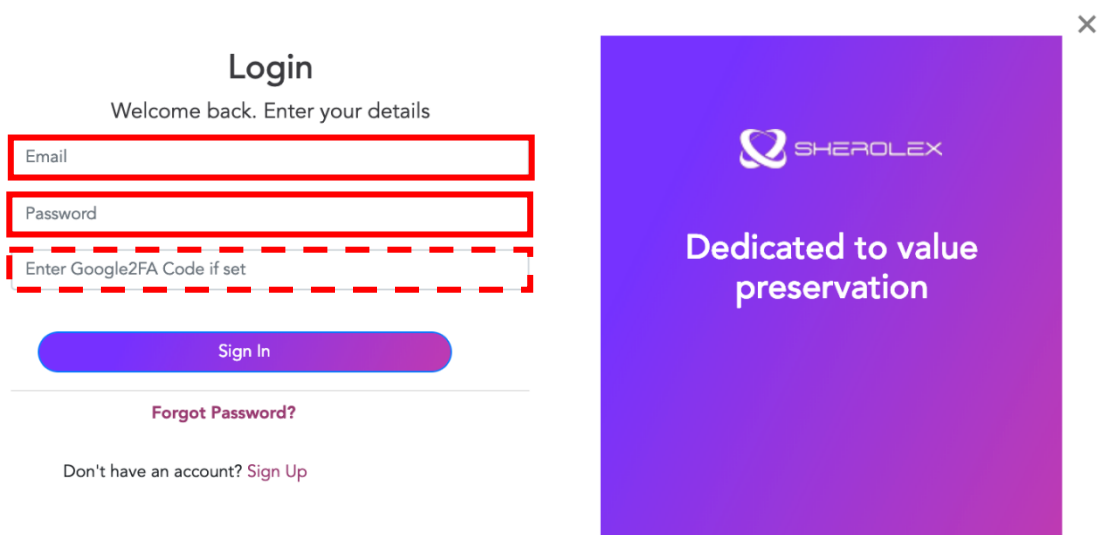 Login
Welcome back. Enter your details
Email
Password
Enter Google2FA Code if set
Sign In
Forgot Password?
Don't have an account? Sign Up
SHEROLEX
Dedicated to value
preservation